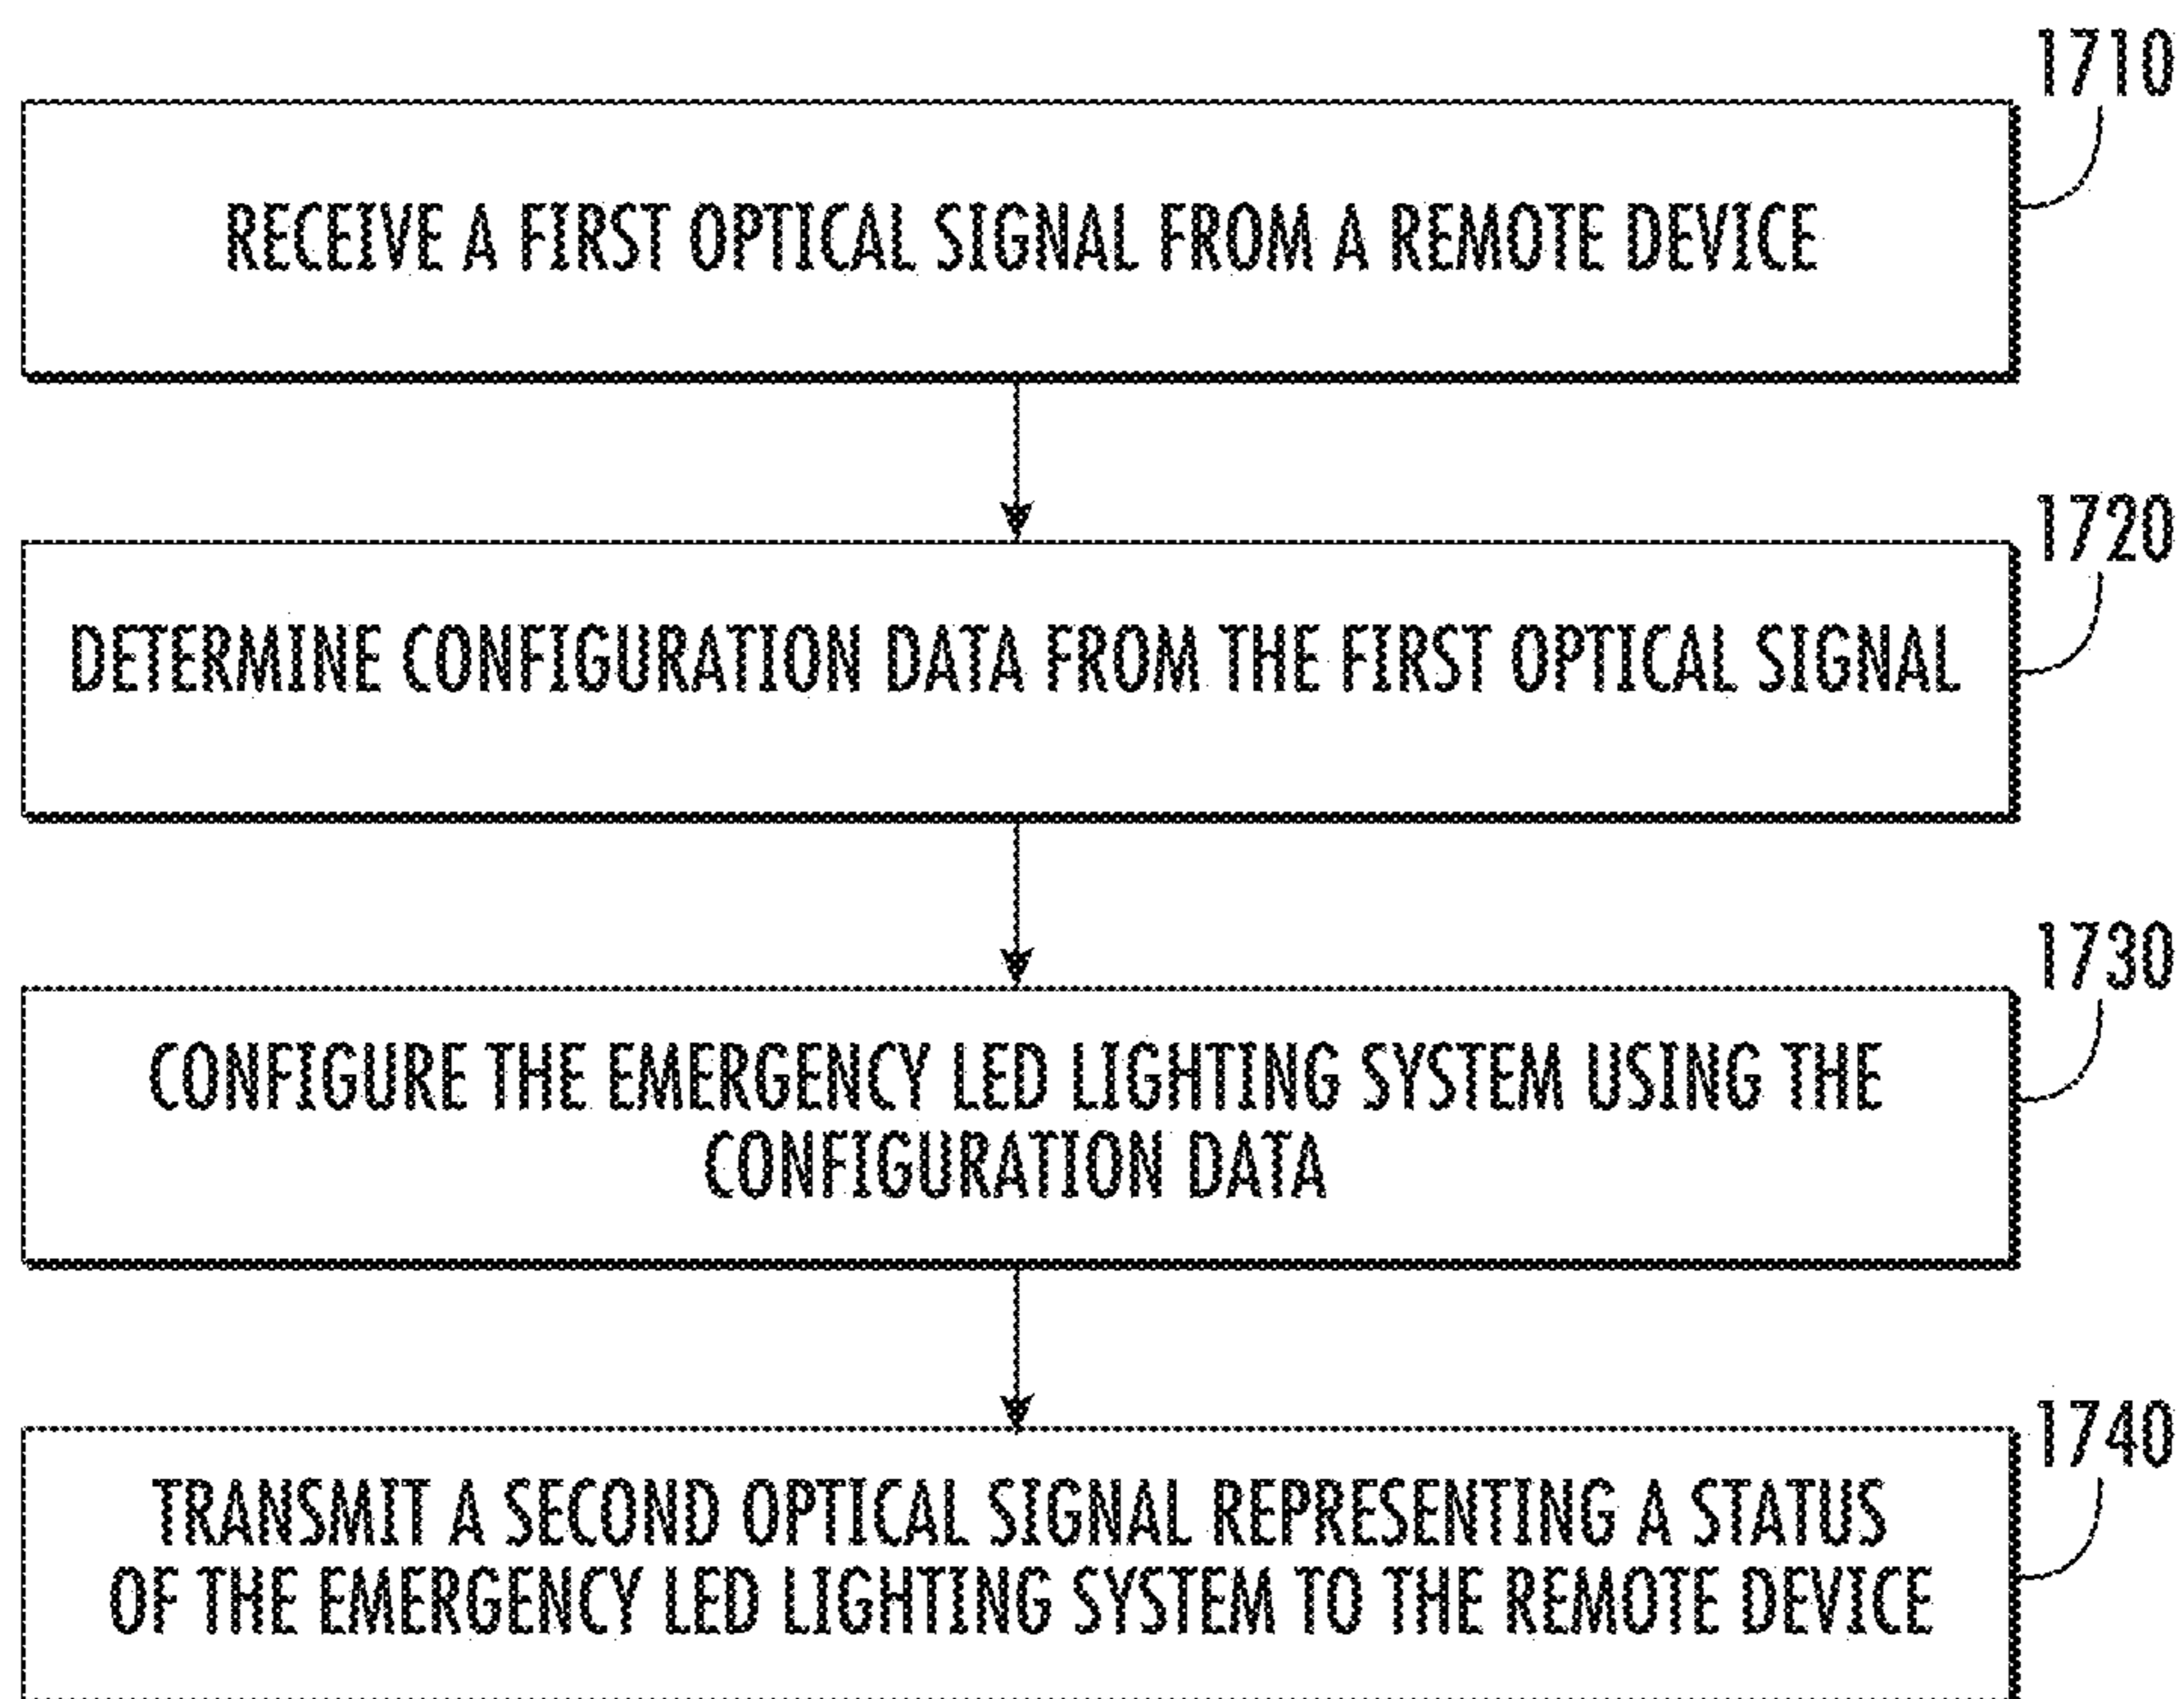 1710
RECEIVE A FIRST OPTICAL SIGNAL FROM A REMOTE DEVICE
1720
DETERMINE CONFIGURATION DATA FROM THE FIRST OPTICAL SIGNAL
1730
CONFIGURE THE EMERGENCY LED LIGHTING SYSTEM USING THE
CONFIGURATION DATA
1740
TRANSMIT A SECOND OPTICAL SIGNAL REPRESENTING A STATUS
OF THE EMERGENCY LED LIGHTING SYSTEM TO THE REMOTE DEVICE